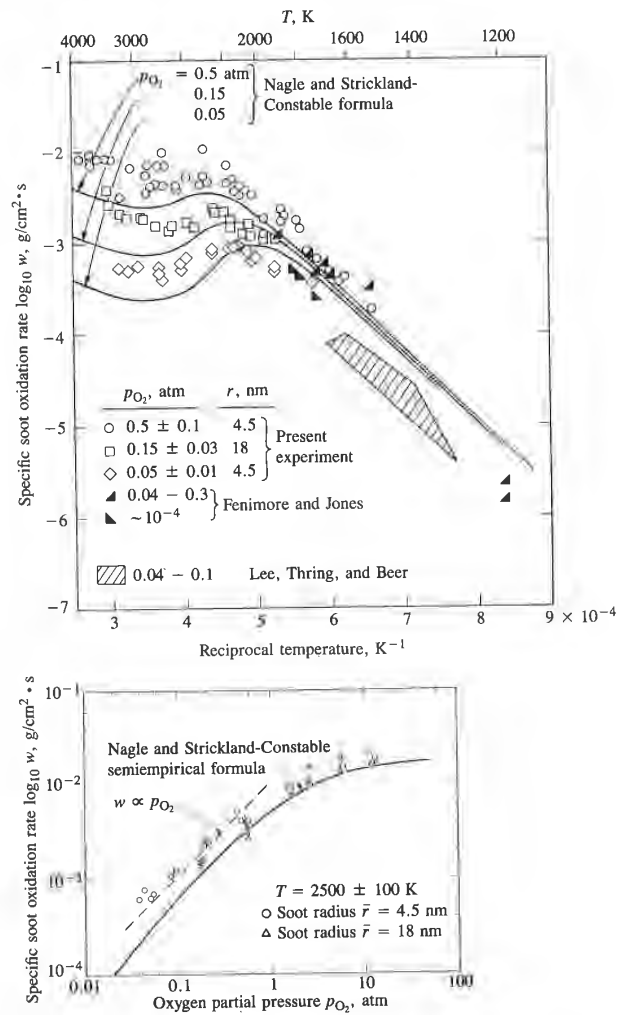 T, K
4000 3000 2000 1600 1400 1200
−1
−2
−3
−4
−5
−6
−7
Specific soot oxidation rate log₁₀ w, g/cm² • s
pO₂ = 0.5 atm
0.15
0.05
Nagle and Strickland-
Constable formula
pO₂, atm r, nm
○ 0.5 ± 0.1 4.5
□ 0.15 ± 0.03 18
◇ 0.05 ± 0.01 4.5
Present
experiment
◢ 0.04 − 0.3
◣ ~10⁻⁴
Fenimore and Jones
0.04 − 0.1 Lee, Thring, and Beer
3 4 5 6 7 8 9 × 10⁻⁴
Reciprocal temperature, K⁻¹
10⁻¹
10⁻²
10⁻³
10⁻⁴
Specific soot oxidation rate log₁₀ w, g/cm² • s
Nagle and Strickland-Constable
semiempirical formula
w ∝ pO₂
T = 2500 ± 100 K
○ Soot radius r̄ = 4.5 nm
△ Soot radius r̄ = 18 nm
0.01 0.1 1 10 100
Oxygen partial pressure pO₂, atm